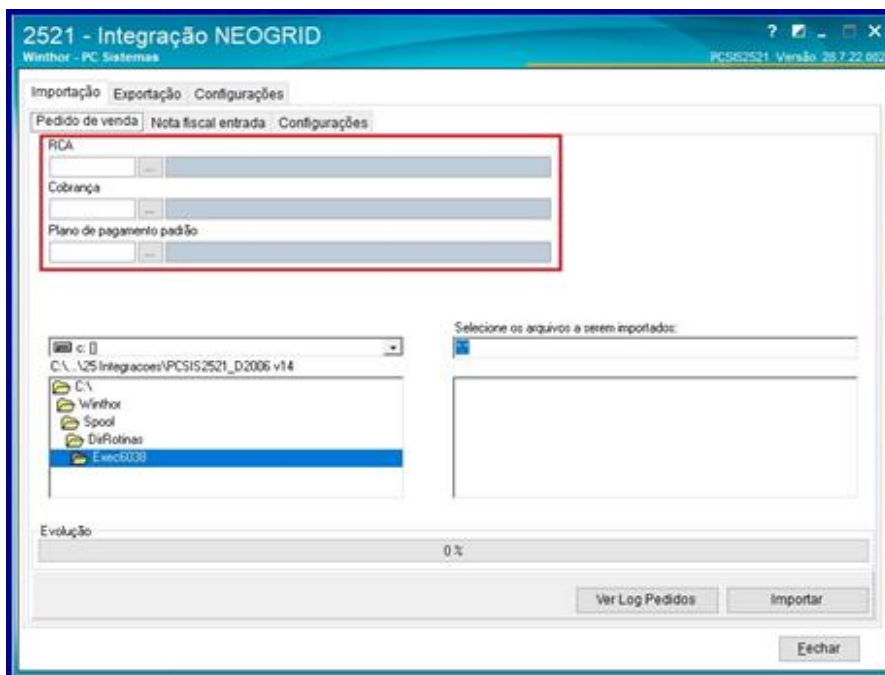 2521 - Integração NEOGRID
Winthor - PC Sistemas
PCSIS2521 Versão 28.7.22.002
Importação Exportação Configurações
Pedido de venda Nota fiscal entrada Configurações
RCA
...
Cobrança
...
Plano de pagamento padrão
...
Selecione os arquivos a serem importados:
c: []
*.*
C:\...\25 Integracoes\PCSIS2521_D2006 v14
C:\
Winthor
Spool
DirRotinas
Exec6038
Evolução
0 %
Ver Log Pedidos Importar
Fechar